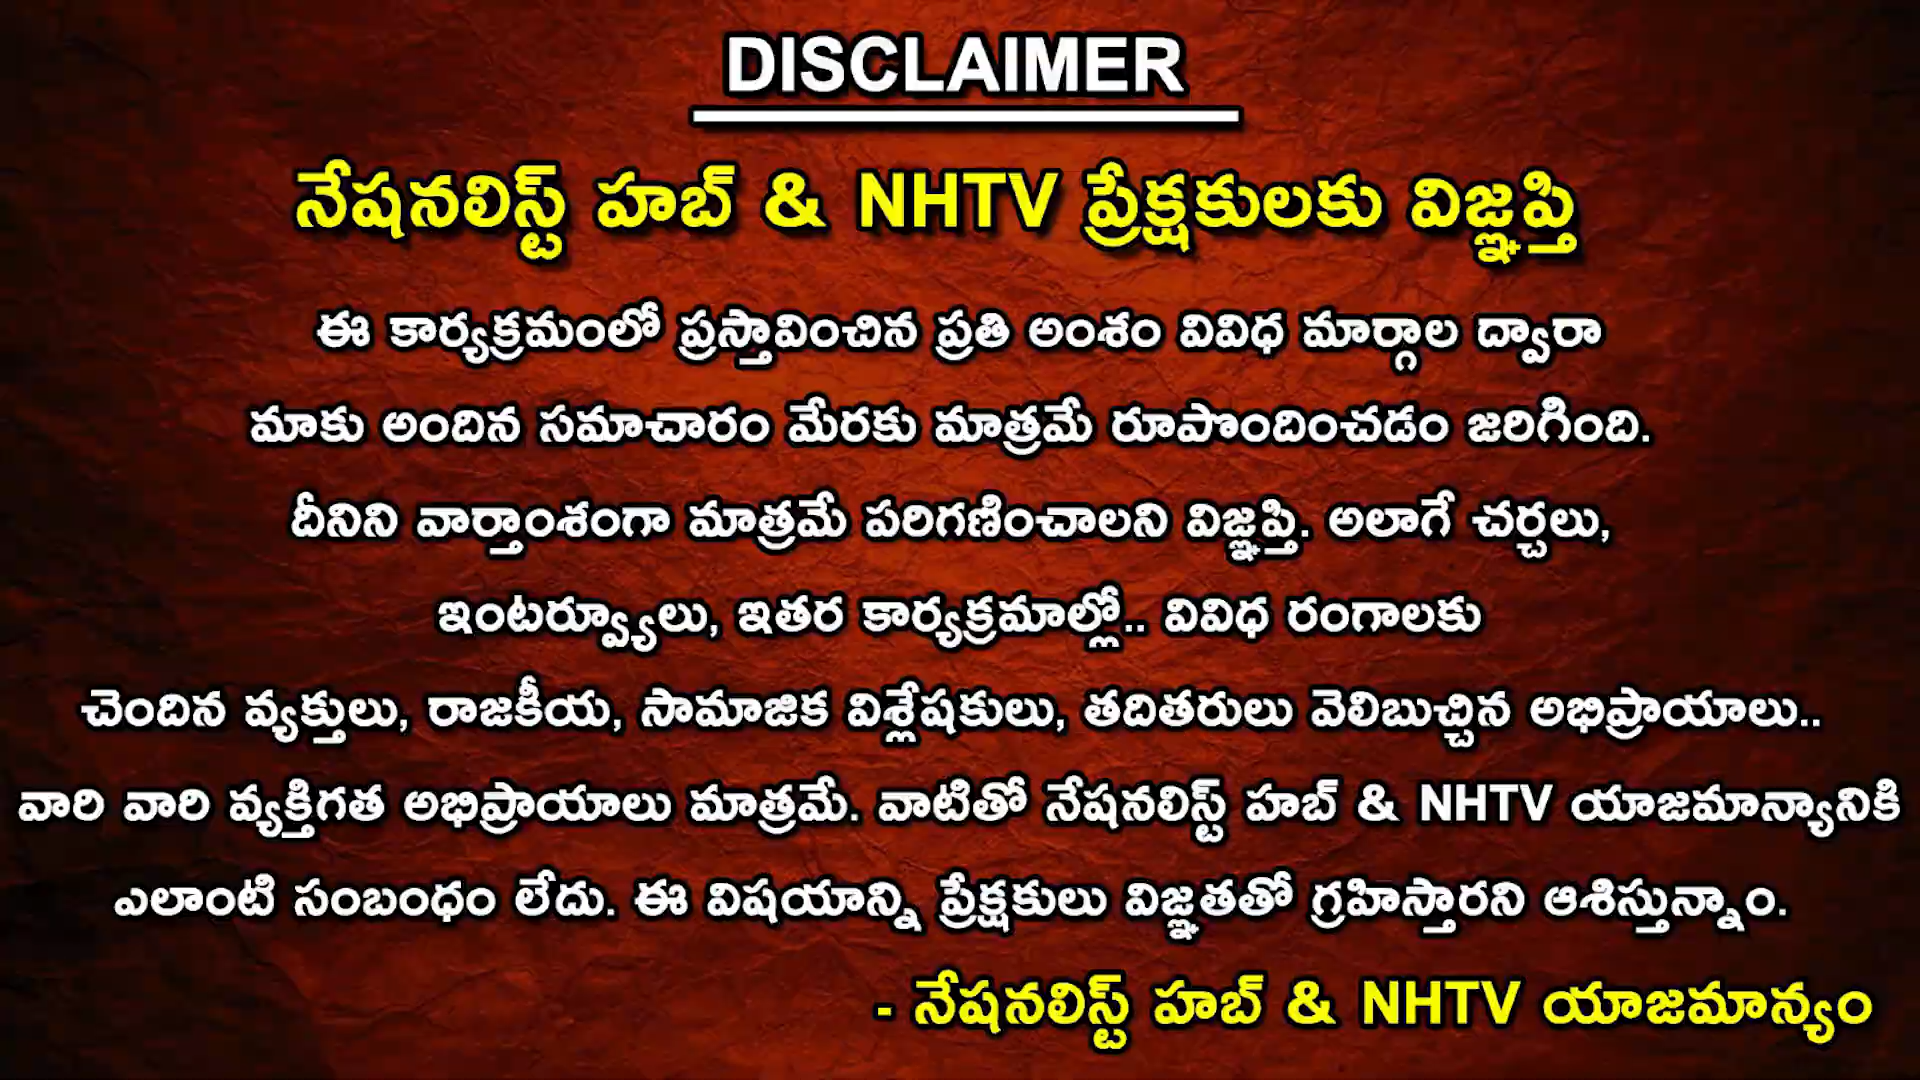 DISCLAIMER
నేషనలిస్ట్ హబ్ & NHTV ప్రేక్షకులకు విజ్ఞప్తి
ఈ కార్యక్రమంలో ప్రస్తావించిన ప్రతి అంశం వివిధ మార్గాల ద్వారా
మాకు అందిన సమాచారం మేరకు మాత్రమే రూపొందించడం జరిగింది.
దీనిని వార్తాంశంగా మాత్రమే పరిగణించాలని విజ్ఞప్తి. అలాగే చర్చలు,
ఇంటర్వ్యూలు, ఇతర కార్యక్రమాల్లో.. వివిధ రంగాలకు
చెందిన వ్యక్తులు, రాజకీయ, సామాజిక విశ్లేషకులు, తదితరులు వెలిబుచ్చిన అభిప్రాయాలు..
వారి వారి వ్యక్తిగత అభిప్రాయాలు మాత్రమే. వాటితో నేషనలిస్ట్ హబ్ & NHTV యాజమాన్యానికి
ఎలాంటి సంబంధం లేదు. ఈ విషయాన్ని ప్రేక్షకులు విజ్ఞతతో గ్రహిస్తారని ఆశిస్తున్నాం.
- నేషనలిస్ట్ హబ్ & NHTV యాజమాన్యం